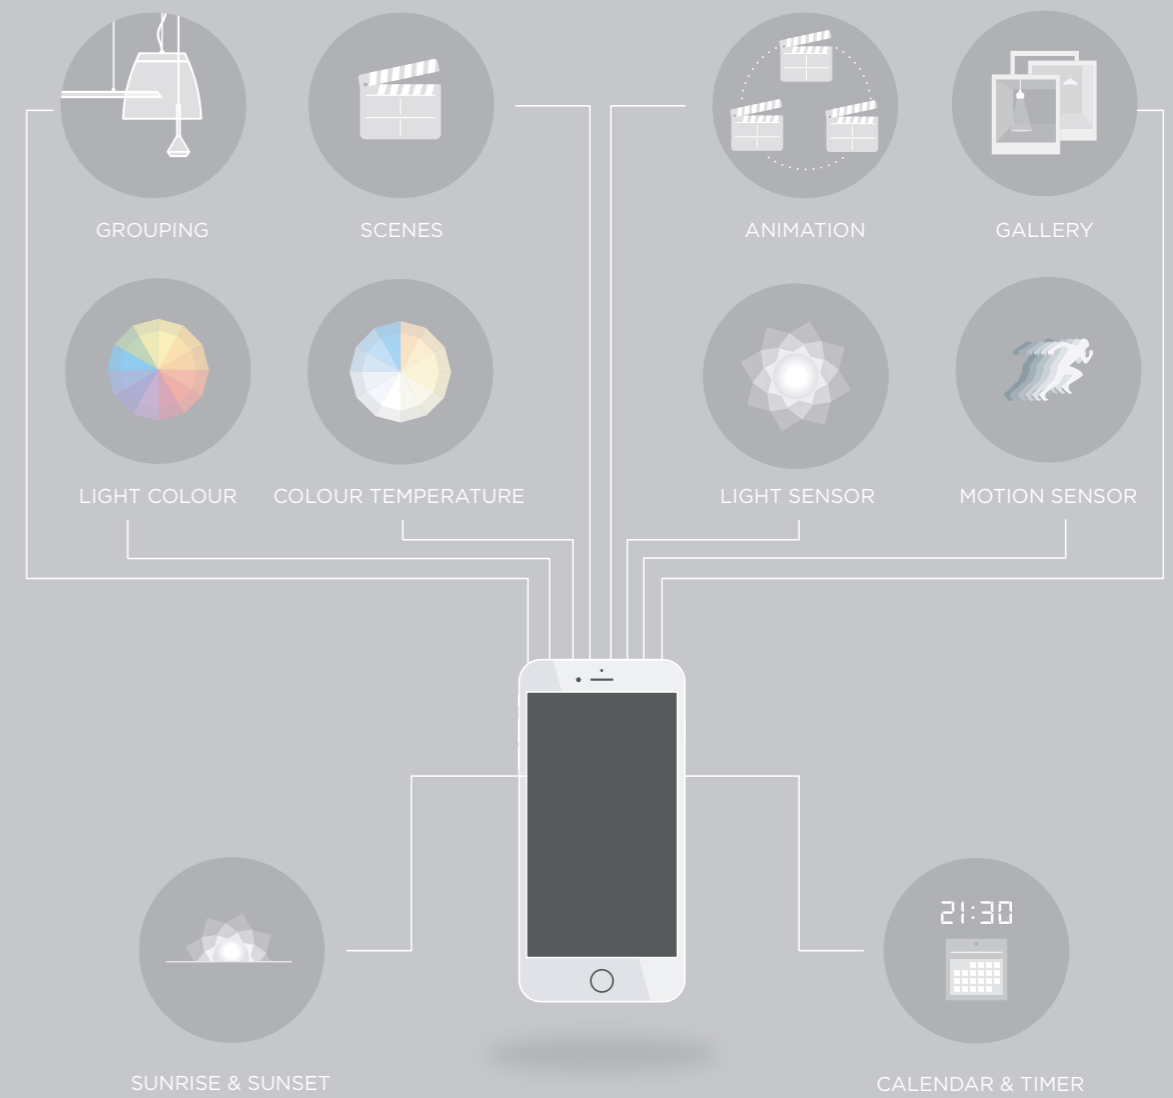 GROUPING
SCENES
ANIMATION
GALLERY
LIGHT COLOUR
COLOUR TEMPERATURE
LIGHT SENSOR
MOTION SENSOR
21:30
SUNRISE & SUNSET
CALENDAR & TIMER